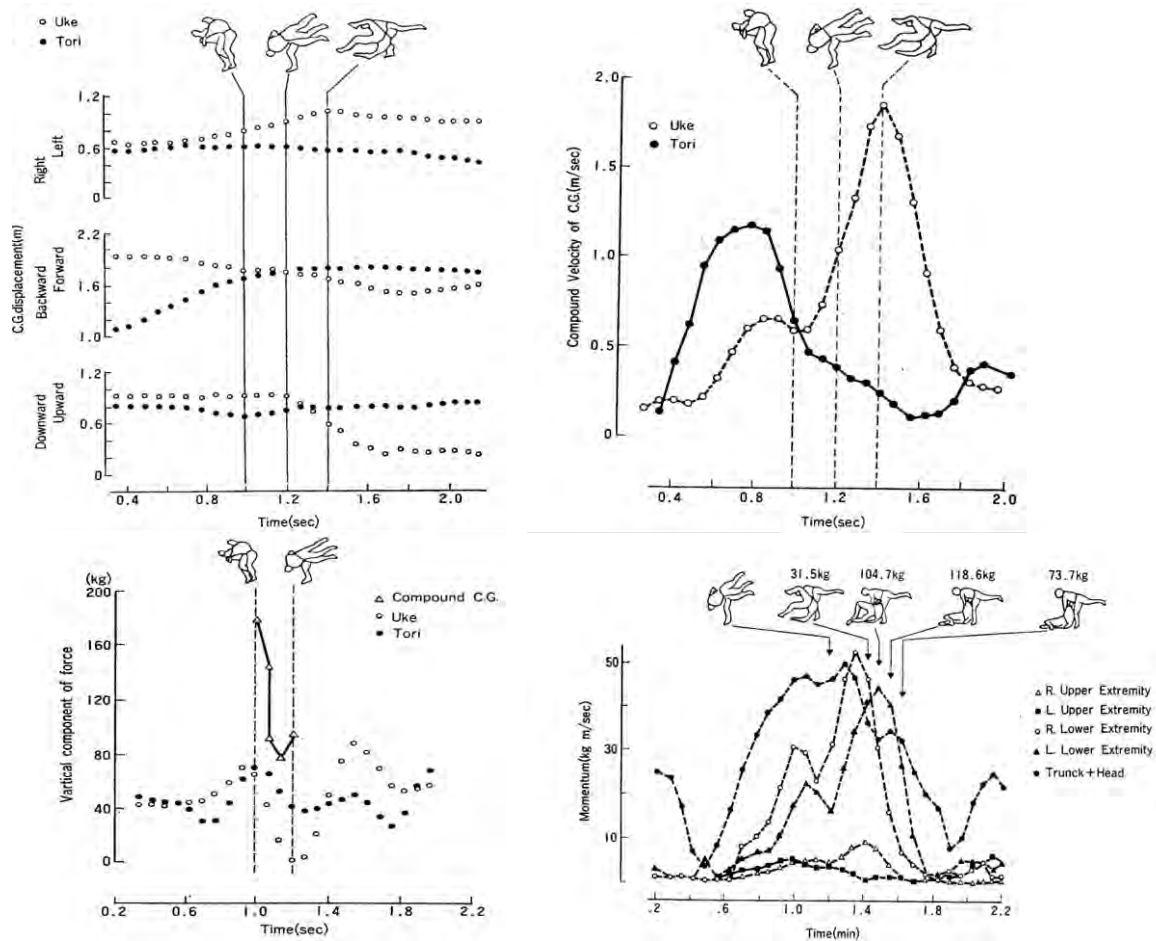 Uke
Tori
1.2
Left
0.6
Right
0
2.2
Forward
1.6
Backward
1.0
C.G.displacement(m)
1.2
Upward
0.6
Downward
0
0.4 0.8 1.2 1.6 2.0
Time(sec)
2.0
Uke
Tori
1.5
1.0
0.5
0
Compound Velocity of C.G.(m/sec)
0.4 0.8 1.2 1.6 2.0
Time(sec)
(kg)
200
160
120
80
40
0
Vartical component of force
Compound C.G.
Uke
Tori
0.2 0.6 1.0 1.4 1.8 2.2
Time(sec)
31.5kg 104.7kg 118.6kg 73.7kg
50
30
10
Momentum(kg m/sec)
R. Upper Extremity
L. Upper Extremity
R. Lower Extremity
L. Lower Extremity
Trunck+Head
.2 .6 1.0 1.4 1.8 2.2
Time(min)